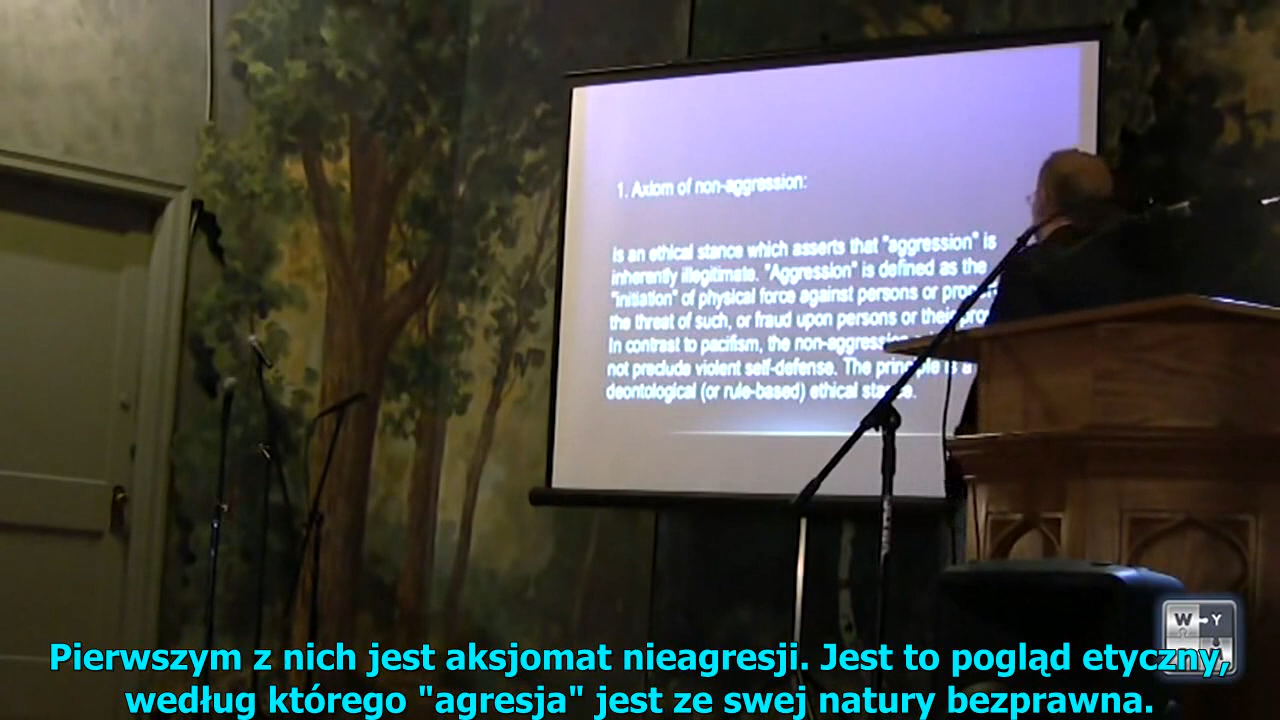 1. Axiom of non-aggression:
Is an ethical stance which asserts that "aggression" is
inherently illegitimate. "Aggression" is defined as the
"initiation" of physical force against persons or
the threat of such, or fraud upon persons or their
In contrast to pacifism, the
not preclude violent self-defense. The principle is a
deontological (or rule-based) ethical
W Y
Pierwszym z nich jest aksjomat nieagresji. Jest to pogląd etyczny,
według którego "agresja" jest ze swej natury bezprawna.